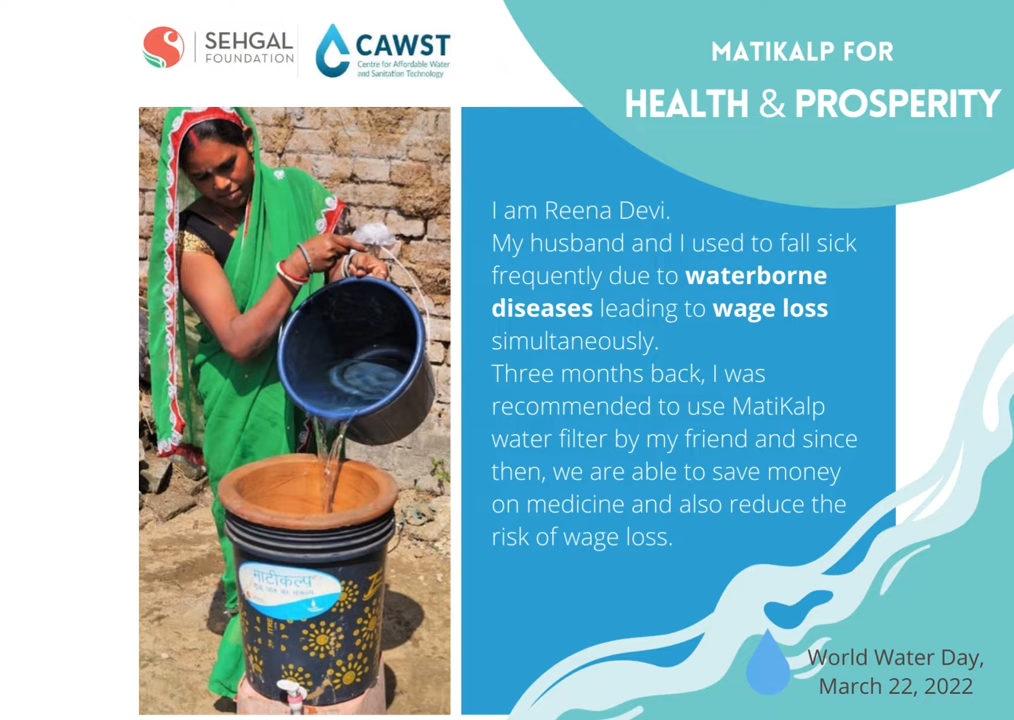 SEHGAL
FOUNDATION
CAWST
Centre for Affordable Water
and Sanitation Technology
MATIKALP FOR
HEALTH & PROSPERITY
I am Reena Devi.
My husband and I used to fall sick
frequently due to waterborne
diseases leading to wage loss
simultaneously.
Three months back, I was
recommended to use MatiKalp
water filter by my friend and since
then, we are able to save money
on medicine and also reduce the
risk of wage loss.
माटीकल्प
World Water Day,
March 22, 2022